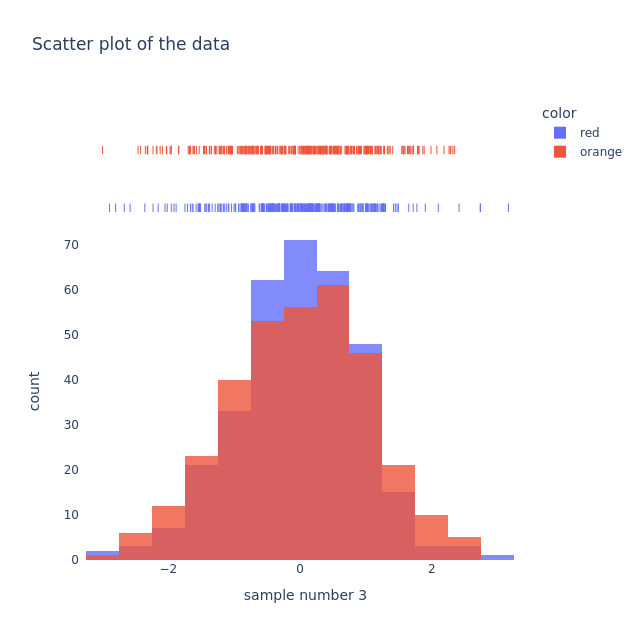 Scatter plot of the data
color
red
orange
70
60
50
40
30
20
10
0
count
−2
0
2
sample number 3